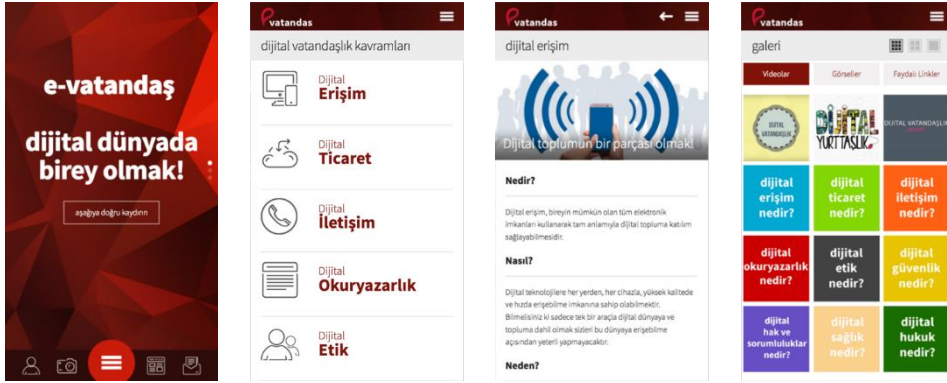 e-vatandaş
dijital dünyada
birey olmak!
aşağıya doğru kaydırın
vatandas
dijital vatandaşlık kavramları
Dijital
Erişim
Dijital
Ticaret
Dijital
İletişim
Dijital
Okuryazarlık
Dijital
Etik
vatandas
dijital erişim
Dijital toplumun bir parçası olmak!
Nedir?
Dijital erişim, bireyin mümkün olan tüm elektronik
imkanları kullanarak tam anlamıyla dijital topluma katılım
sağlayabilmesidir.
Nasıl?
Dijital teknolojilere her yerden, her cihazla, yüksek kalitede
ve hızda erişebilme imkanına sahip olabilmektir.
Bilmelisiniz ki sadece tek bir araçla dijital dünyaya ve
topluma dahil olmak sizleri bu dünyaya erişebilme
açısından yeterli yapmayacaktır.
Neden?
vatandas
galeri
Videolar
Görseller
Faydalı Linkler
DİJİTAL
VATANDAŞLIK
DİJİTAL
YURTTAŞLIK
DİJİTAL VATANDAŞLIK
dijital
erişim
nedir?
dijital
ticaret
nedir?
dijital
iletişim
nedir?
dijital
okuryazarlık
nedir?
dijital
etik
nedir?
dijital
güvenlik
nedir?
dijital
hak ve
sorumluluklar
nedir?
dijital
sağlık
nedir?
dijital
hukuk
nedir?